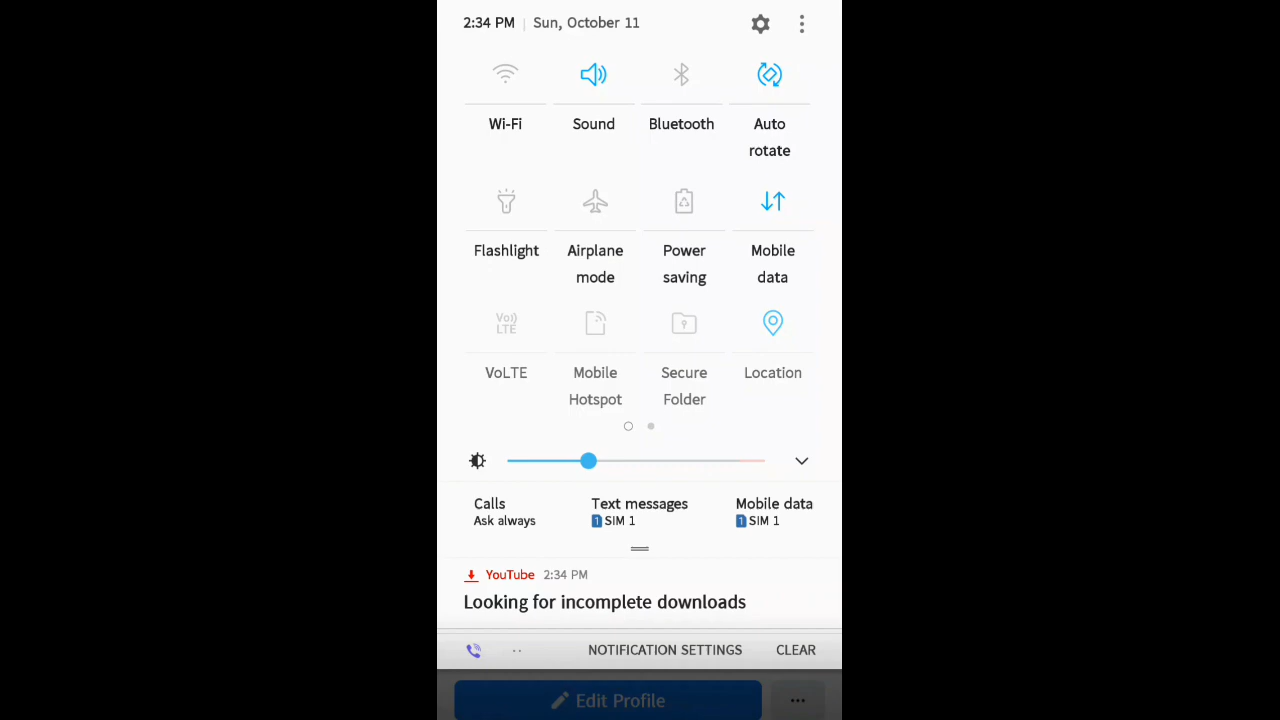 2:34 PM | Sun, October 11
Wi-Fi Sound Bluetooth Auto rotate
Flashlight Airplane mode Power saving Mobile data
Vo)) LTE
VoLTE Mobile Hotspot Secure Folder Location
Calls Text messages Mobile data
Ask always 1 SIM 1 1 SIM 1
YouTube 2:34 PM
Looking for incomplete downloads
NOTIFICATION SETTINGS CLEAR
Edit Profile